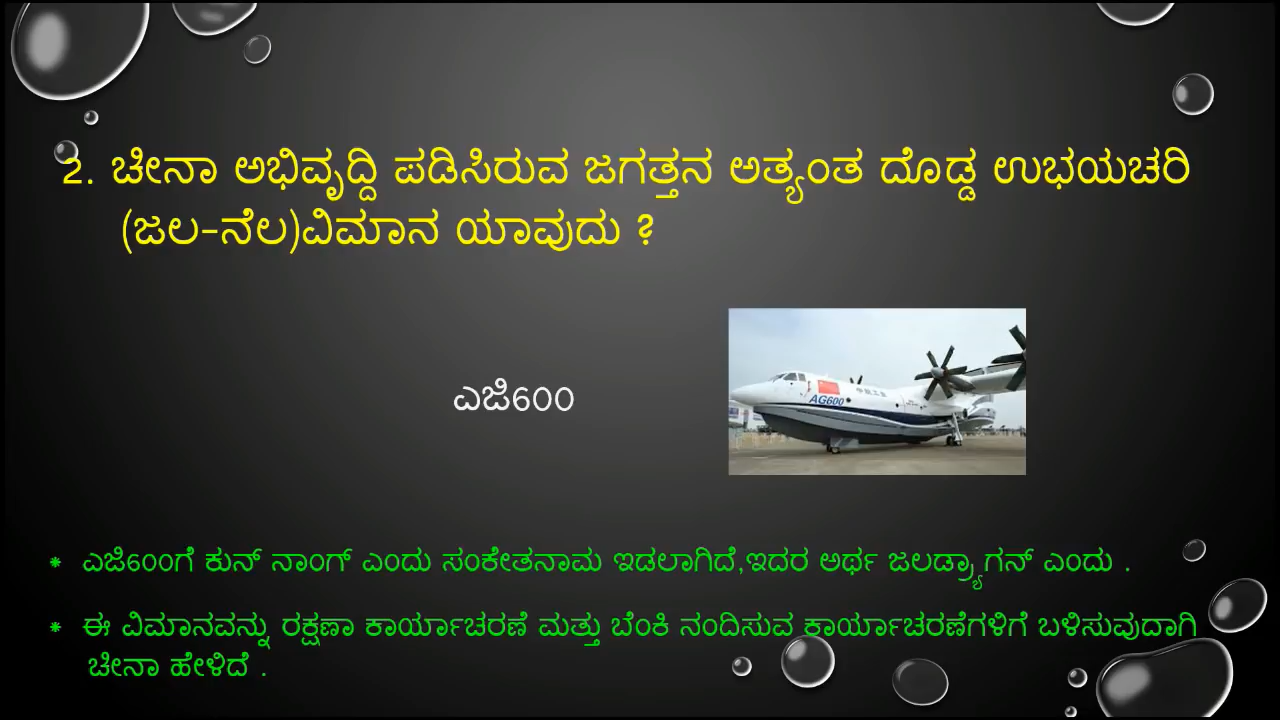 2. ಚೀನಾ ಅಭಿವೃದ್ದಿ ಪಡಿಸಿರುವ ಜಗತ್ತನ ಅತ್ಯಂತ ದೊಡ್ಡ ಉಭಯಚರಿ
(ಜಲ-ನೆಲ)ವಿಮಾನ ಯಾವುದು ?
ಎಜಿ600
AG600
* ಎಜಿ600ಗೆ ಕುನ್ ನಾಂಗ್ ಎಂದು ಸಂಕೇತನಾಮ ಇಡಲಾಗಿದೆ,ಇದರ ಅರ್ಥ ಜಲಡ್ರ್ಯಾಗನ್ ಎಂದು .
* ಈ ವಿಮಾನವನ್ನು ರಕ್ಷಣಾ ಕಾರ್ಯಾಚರಣೆ ಮತ್ತು ಬೆಂಕಿ ನಂದಿಸುವ ಕಾರ್ಯಾಚರಣೆಗಳಿಗೆ ಬಳಿಸುವುದಾಗಿ
ಚೀನಾ ಹೇಳಿದೆ .